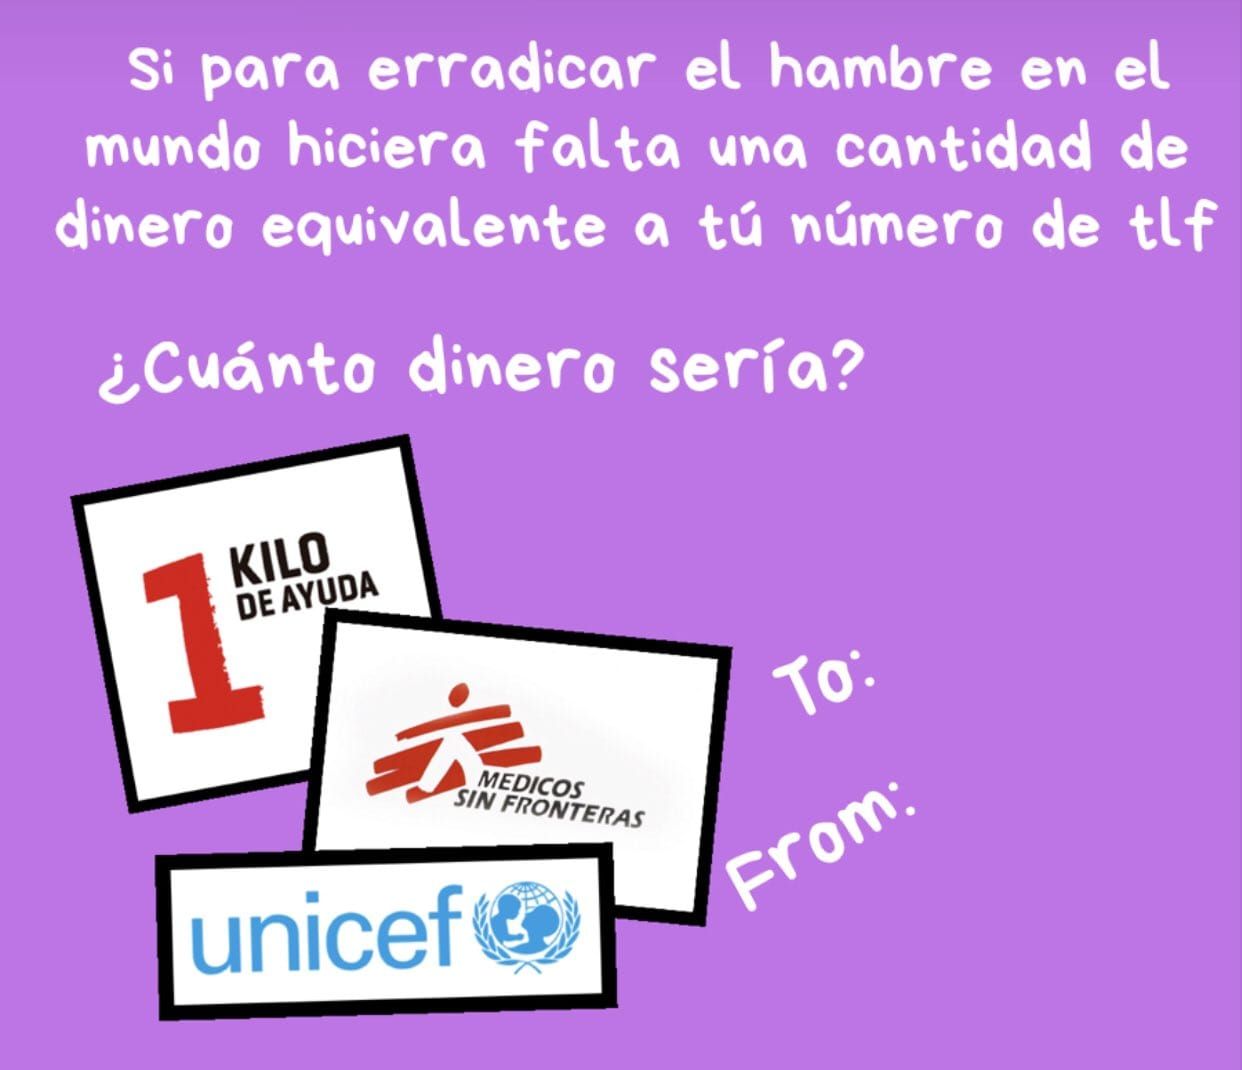 Si para erradicar el hambre en el
mundo hiciera falta una cantidad de
dinero equivalente a tú número de tlf
¿Cuánto dinero sería?
1 KILO
DE AYUDA
MEDICOS
SIN FRONTERAS
unicef
To:
From: